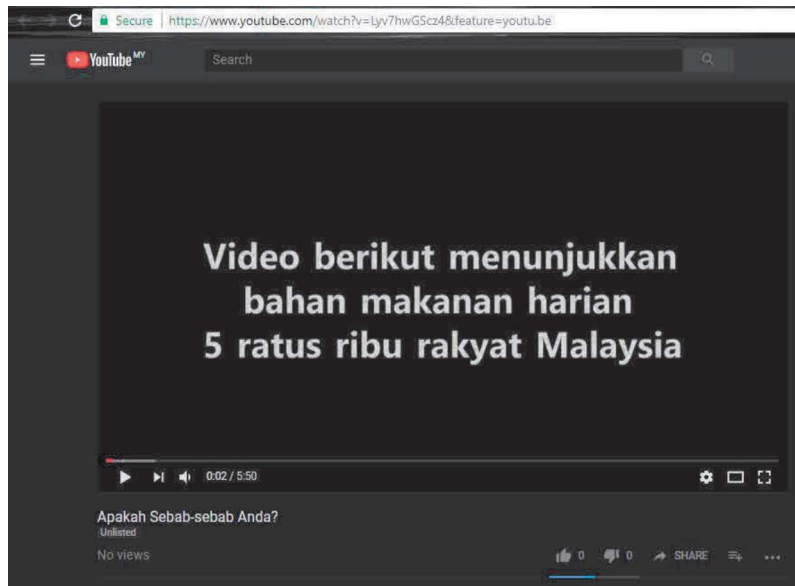 Secure https://www.youtube.com/watch?v=Lyv7hwGScz4&feature=youtu.be
YouTube MY Search
Video berikut menunjukkan
bahan makanan harian
5 ratus ribu rakyat Malaysia
0:02 / 5:50
Apakah Sebab-sebab Anda?
Unlisted
No views 0 0 SHARE